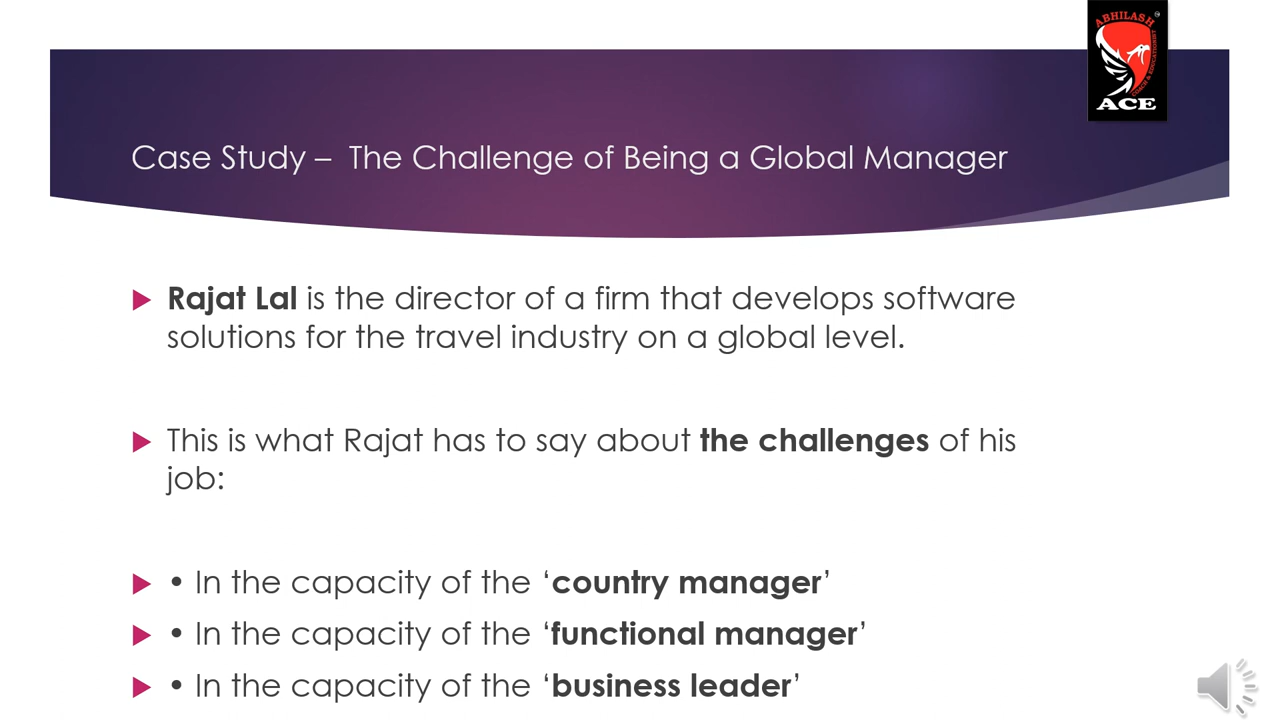 ABHILASH
COACH & EDUCATIONIST
ACE
Case Study – The Challenge of Being a Global Manager
Rajat Lal is the director of a firm that develops software
solutions for the travel industry on a global level.
This is what Rajat has to say about the challenges of his
job:
• In the capacity of the ‘country manager’
• In the capacity of the ‘functional manager’
• In the capacity of the ‘business leader’